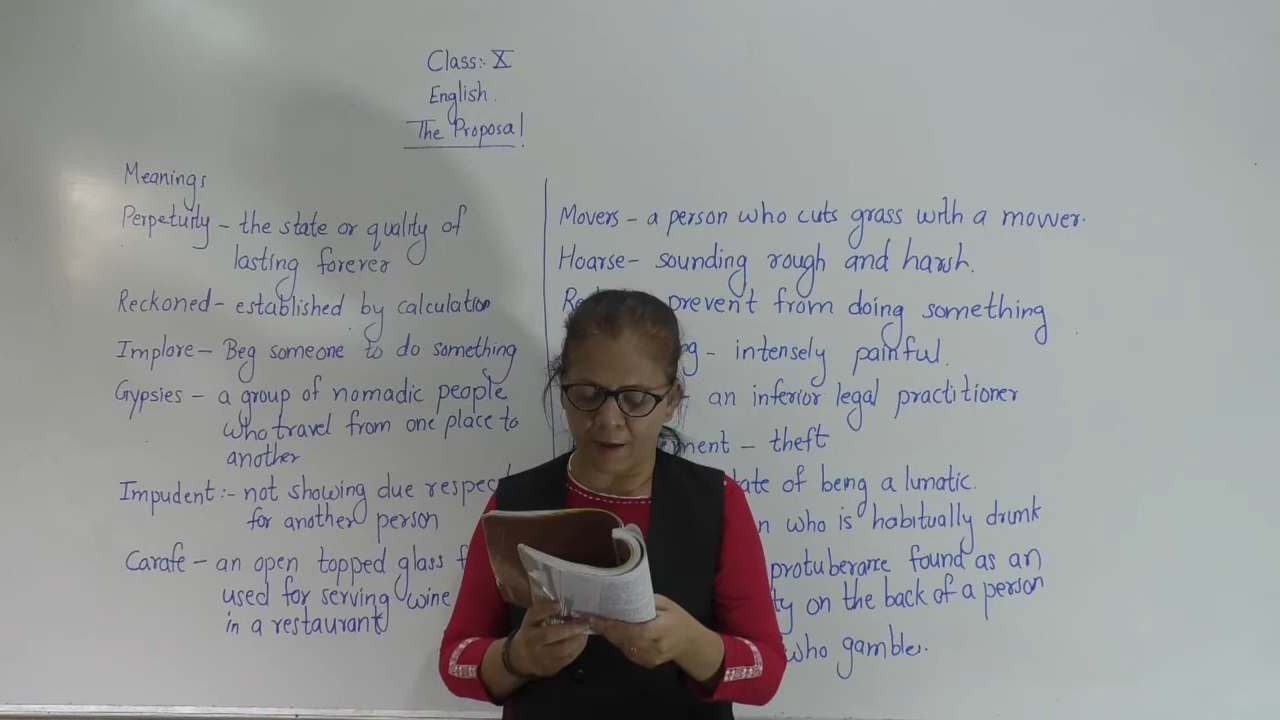 Class:- X
English.
The Proposal
Meanings
Perpetuity - the state or quality of
lasting forever
Reckoned - established by calculation
Implore - Beg someone to do something
Gypsies - a group of nomadic people
who travel from one place to
another
Impudent :- not showing due respect
for another person
Carafe - an open topped glass
used for serving wine
in a restaurant
Movers - a person who cuts grass with a mower.
Hoarse - sounding rough and harsh.
prevent from doing something
- intensely painful.
- an inferior legal practitioner
- theft
of being a lunatic.
who is habitually drunk
protuberance found as an
on the back of a person
who gamble.